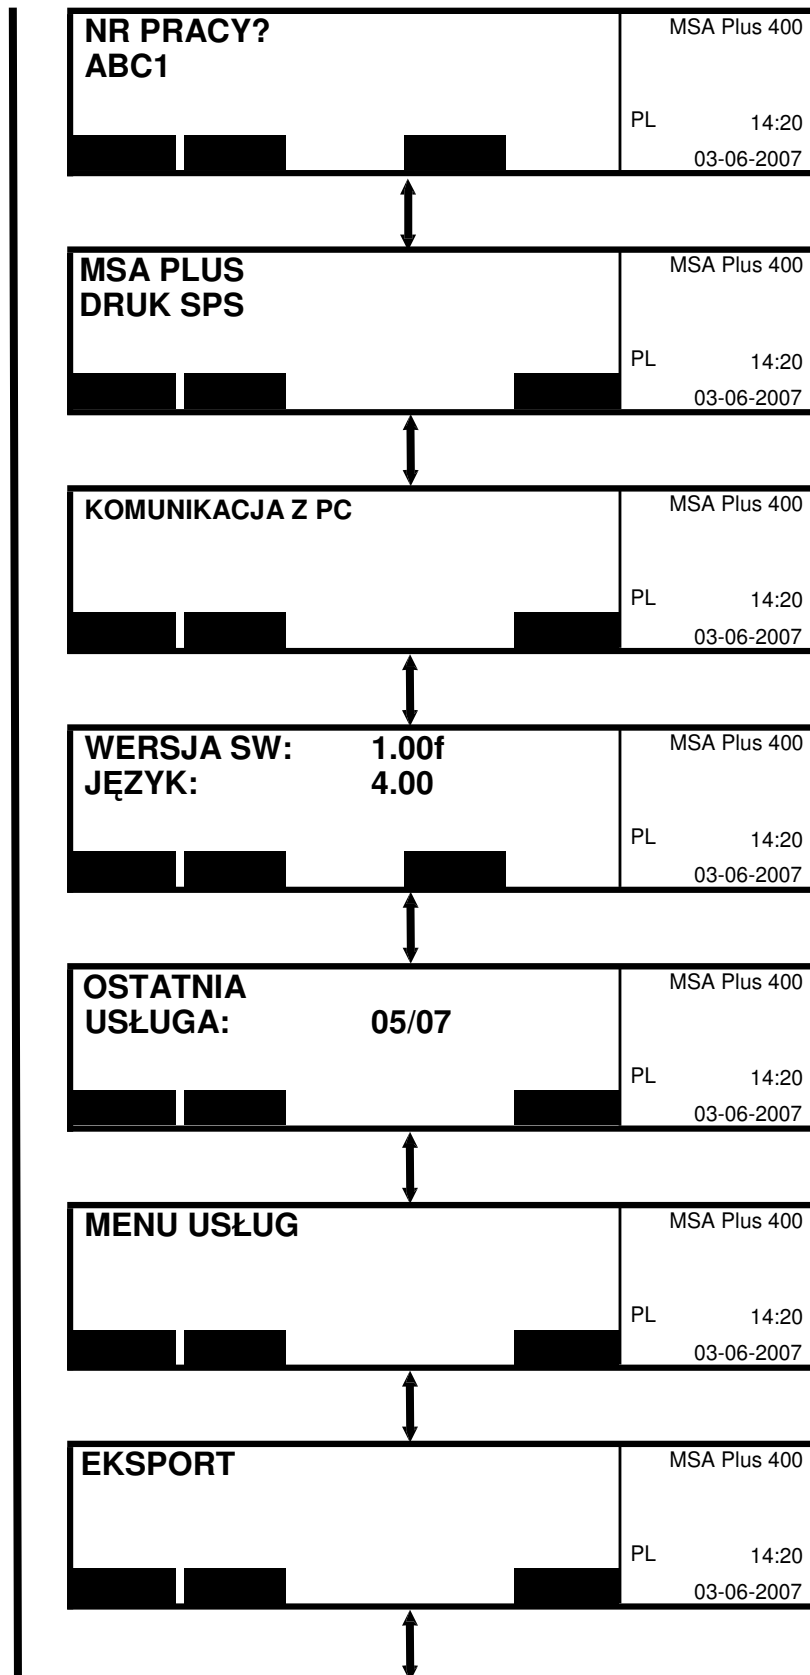 NR PRACY?
ABC1
MSA Plus 400
PL 14:20
03-06-2007
MSA PLUS
DRUK SPS
MSA Plus 400
PL 14:20
03-06-2007
KOMUNIKACJA Z PC
MSA Plus 400
PL 14:20
03-06-2007
WERSJA SW: 1.00f
JĘZYK: 4.00
MSA Plus 400
PL 14:20
03-06-2007
OSTATNIA
USŁUGA: 05/07
MSA Plus 400
PL 14:20
03-06-2007
MENU USŁUG
MSA Plus 400
PL 14:20
03-06-2007
EKSPORT
MSA Plus 400
PL 14:20
03-06-2007